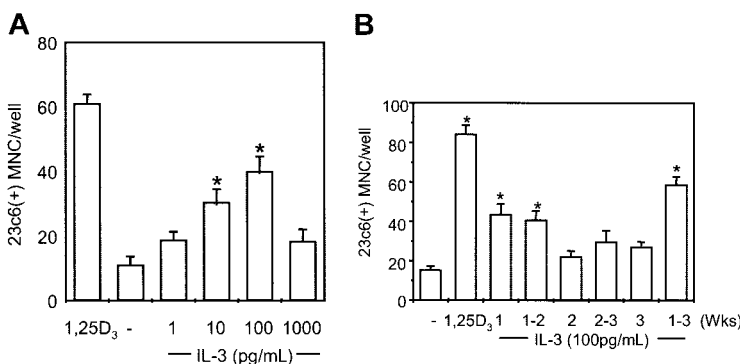 A
23c6(+) MNC/well
80
60
40
20
0
1,25D3 - 1 10 100 1000
IL-3 (pg/mL)
*
*
B
23c6(+) MNC/well
100
80
60
40
20
0
- 1,25D3 1 1-2 2 2-3 3 1-3 (Wks)
IL-3 (100pg/mL)
*
*
*
*